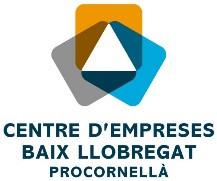 CENTRE D'EMPRESES
BAIX LLOBREGAT
PROCORNELLÀ